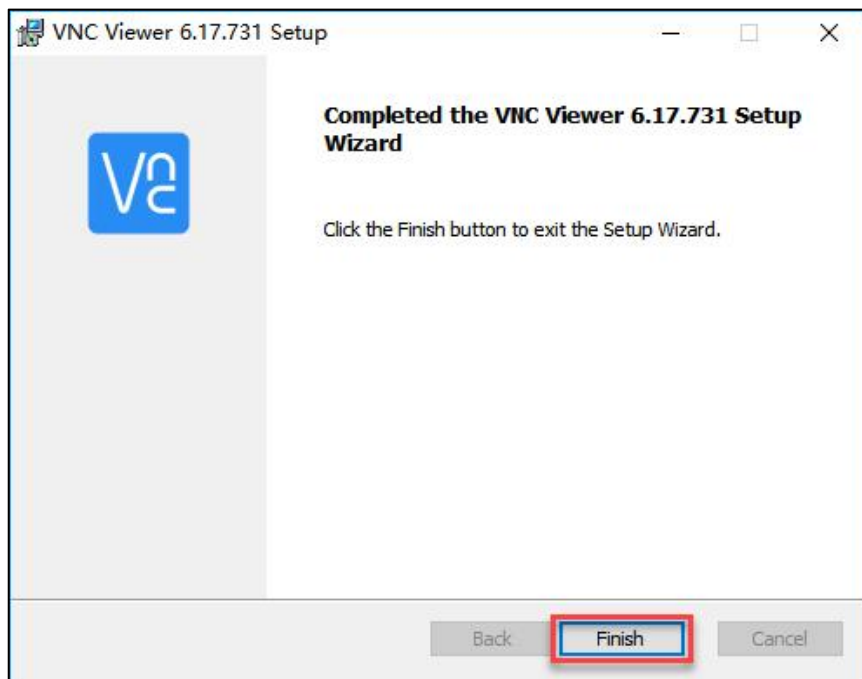 VNC Viewer 6.17.731 Setup
Completed the VNC Viewer 6.17.731 Setup
Wizard
Vnc
Click the Finish button to exit the Setup Wizard.
Back Finish Cancel